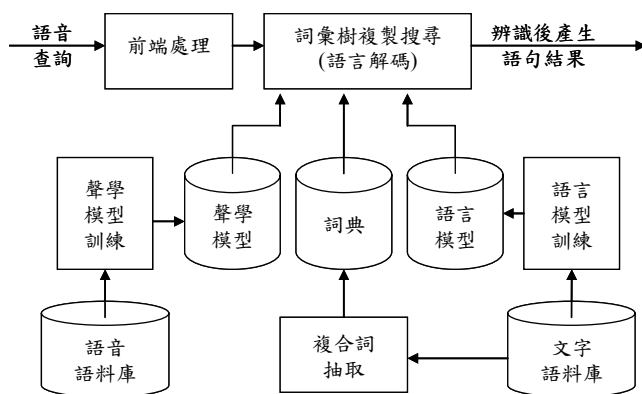 語音
查詢
前端處理
詞彙樹複製搜尋
(語言解碼)
辨識後產生
語句結果
聲學
模型
訓練
聲學
模型
詞典
語言
模型
語言
模型
訓練
語音
語料庫
複合詞
抽取
文字
語料庫